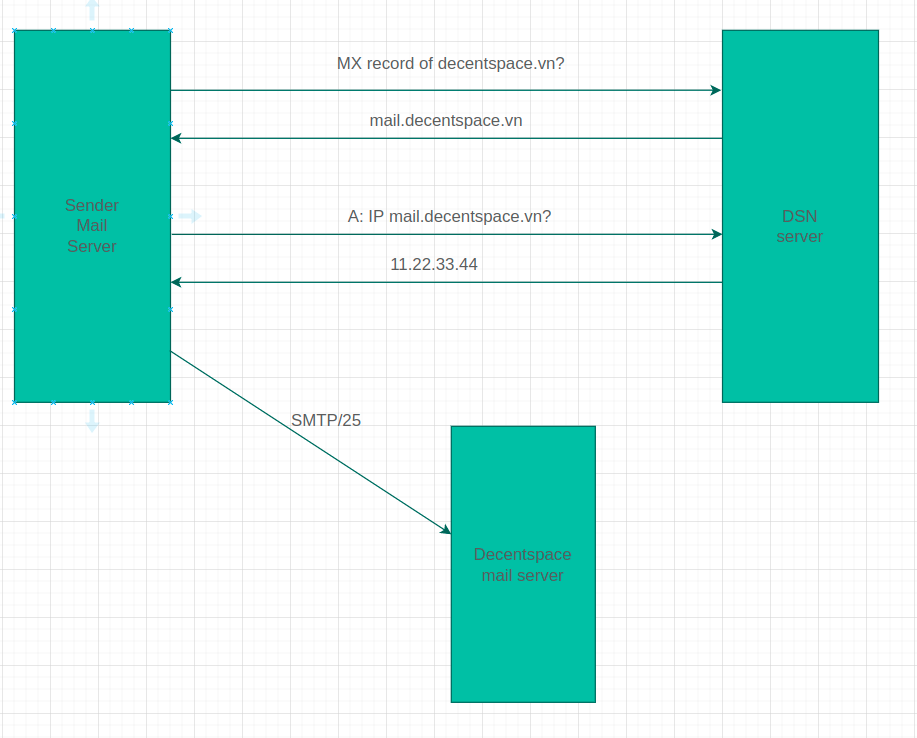 MX record of decentspace.vn?
mail.decentspace.vn
Sender
Mail
Server
A: IP mail.decentspace.vn?
DSN
server
11.22.33.44
SMTP/25
Decentspace
mail server